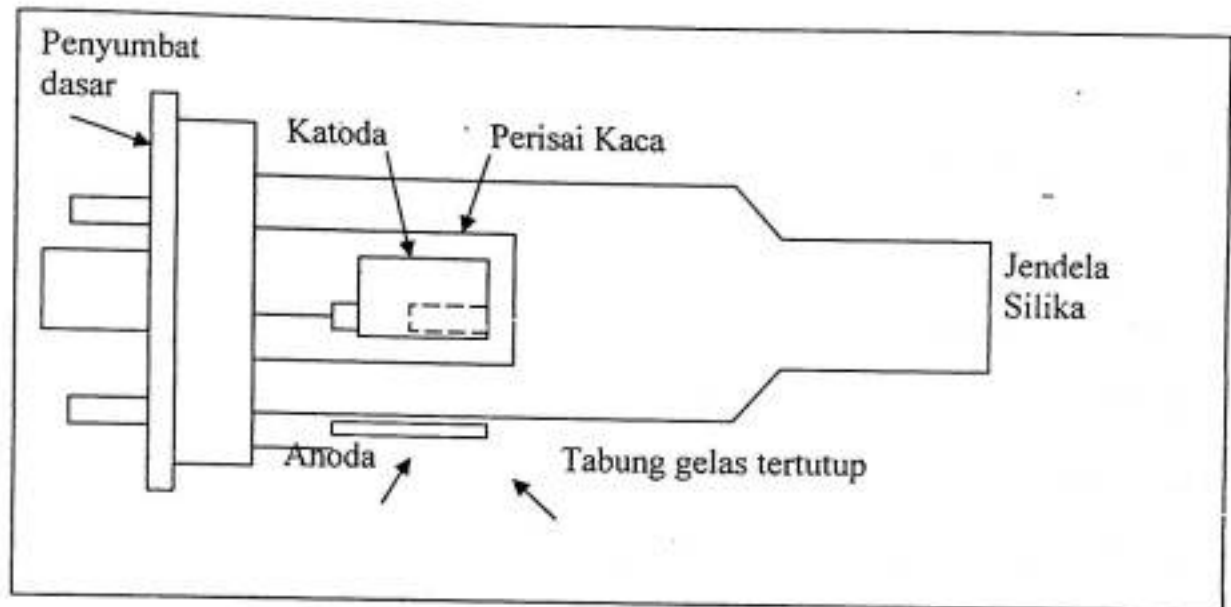 Penyumbat
dasar
Katoda
Perisai Kaca
Jendela
Silika
Anoda
Tabung gelas tertutup